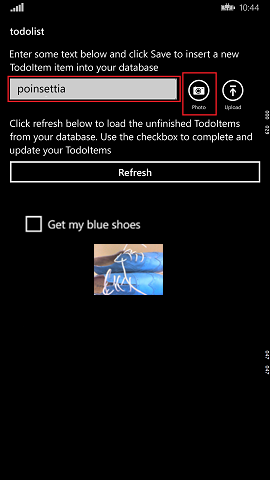 10:44
todolist
Enter some text below and click Save to insert a new
TodoItem item into your database
poinsettia
Photo
Upload
Click refresh below to load the unfinished TodoItems
from your database. Use the checkbox to complete and
update your TodoItems
Refresh
Get my blue shoes